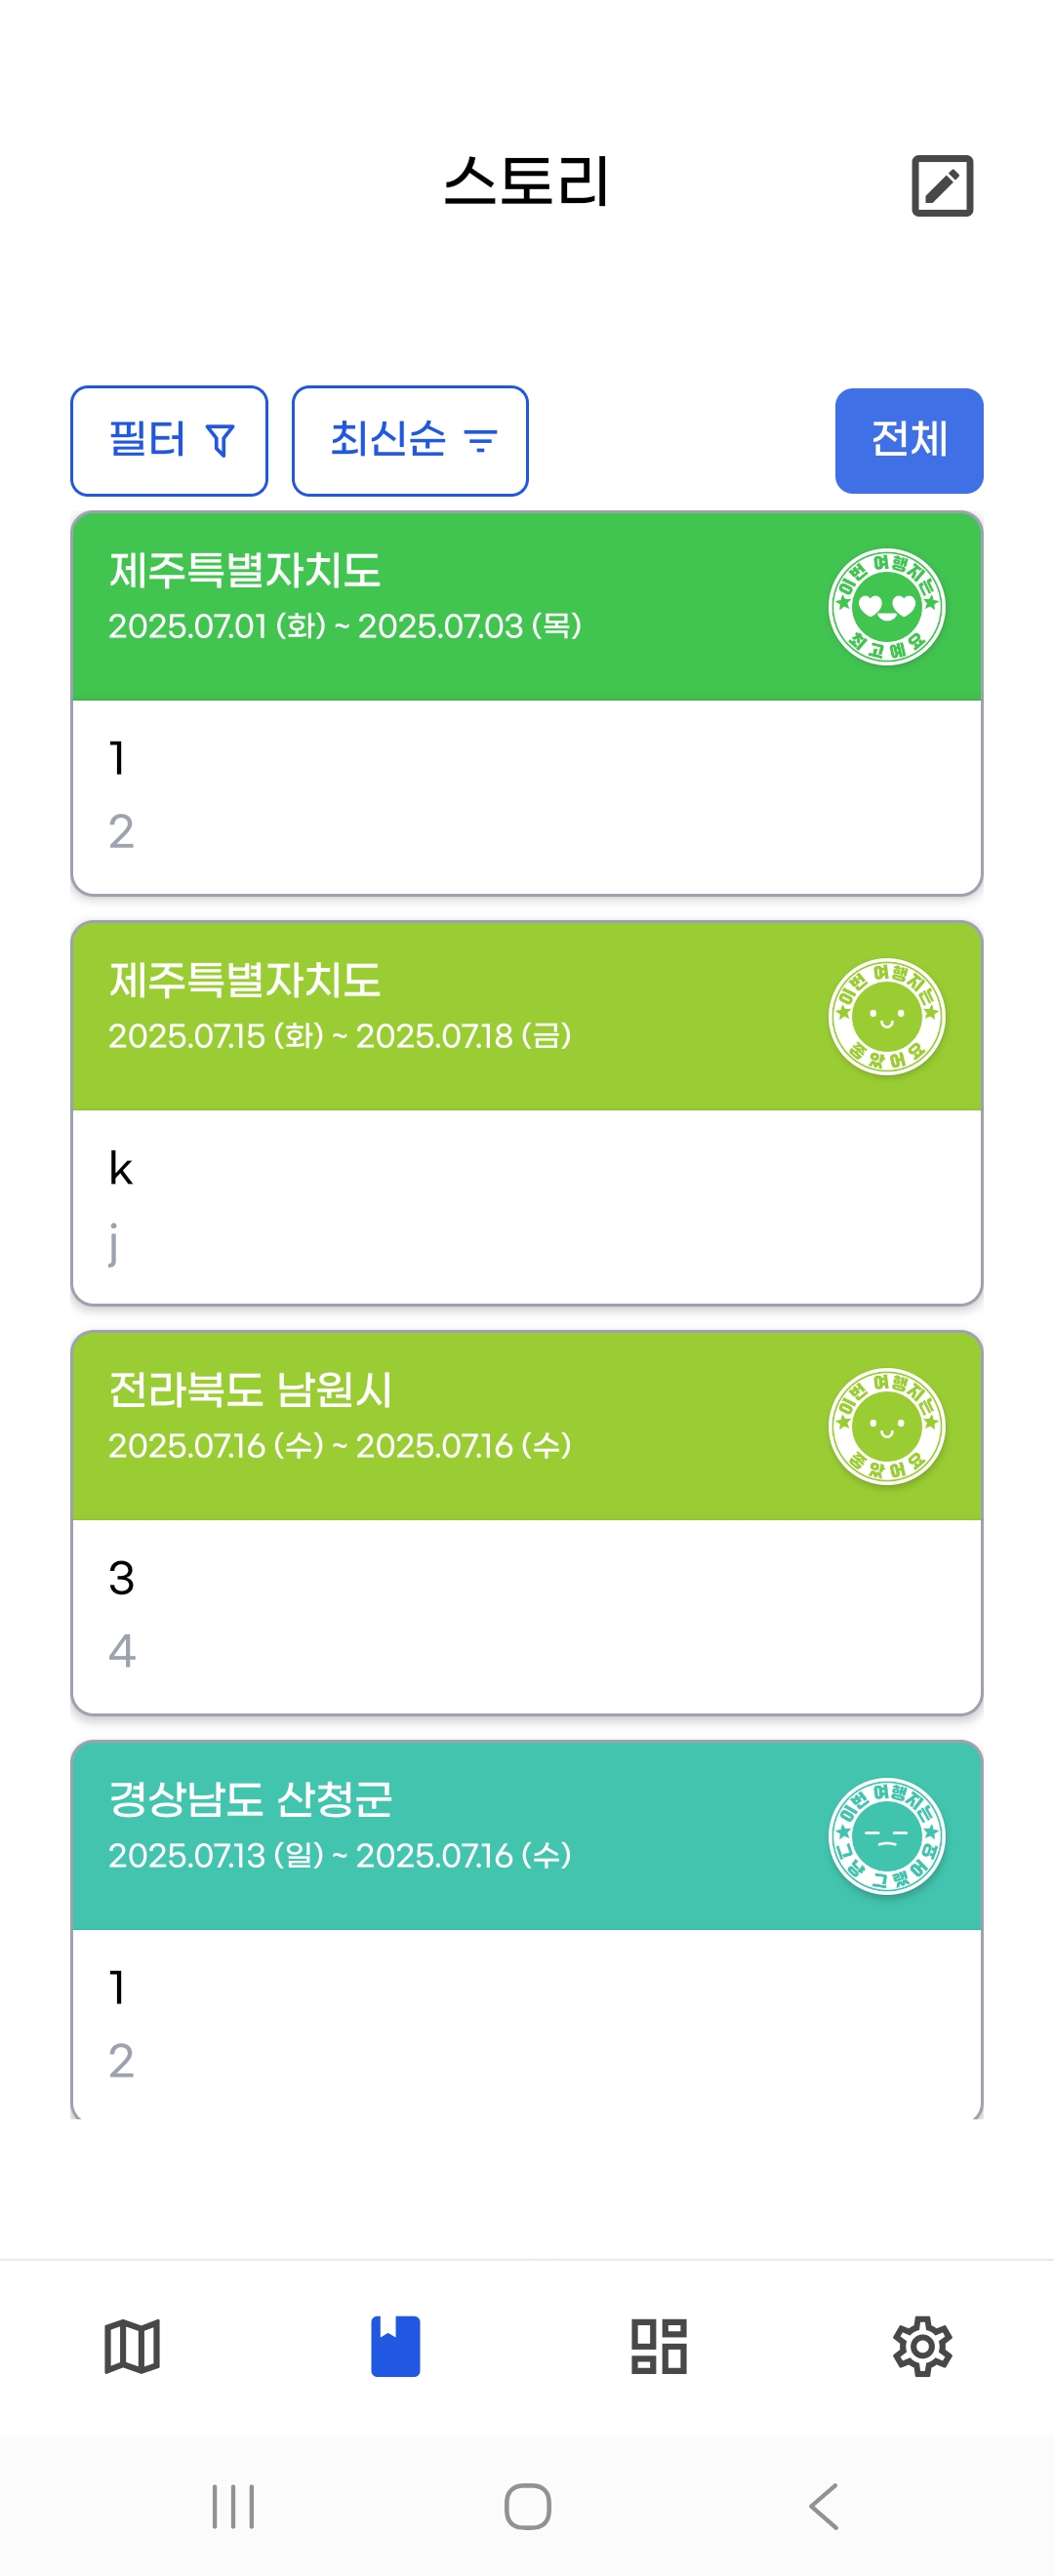 스토리
필터
최신순
전체
제주특별자치도
2025.07.01 (화) ~ 2025.07.03 (목)
이번 여행지는
최고예요
1
2
제주특별자치도
2025.07.15 (화) ~ 2025.07.18 (금)
이번 여행지는
좋았어요
k
j
전라북도 남원시
2025.07.16 (수) ~ 2025.07.16 (수)
이번 여행지는
좋았어요
3
4
경상남도 산청군
2025.07.13 (일) ~ 2025.07.16 (수)
이번 여행지는
그냥 그랬어요
1
2